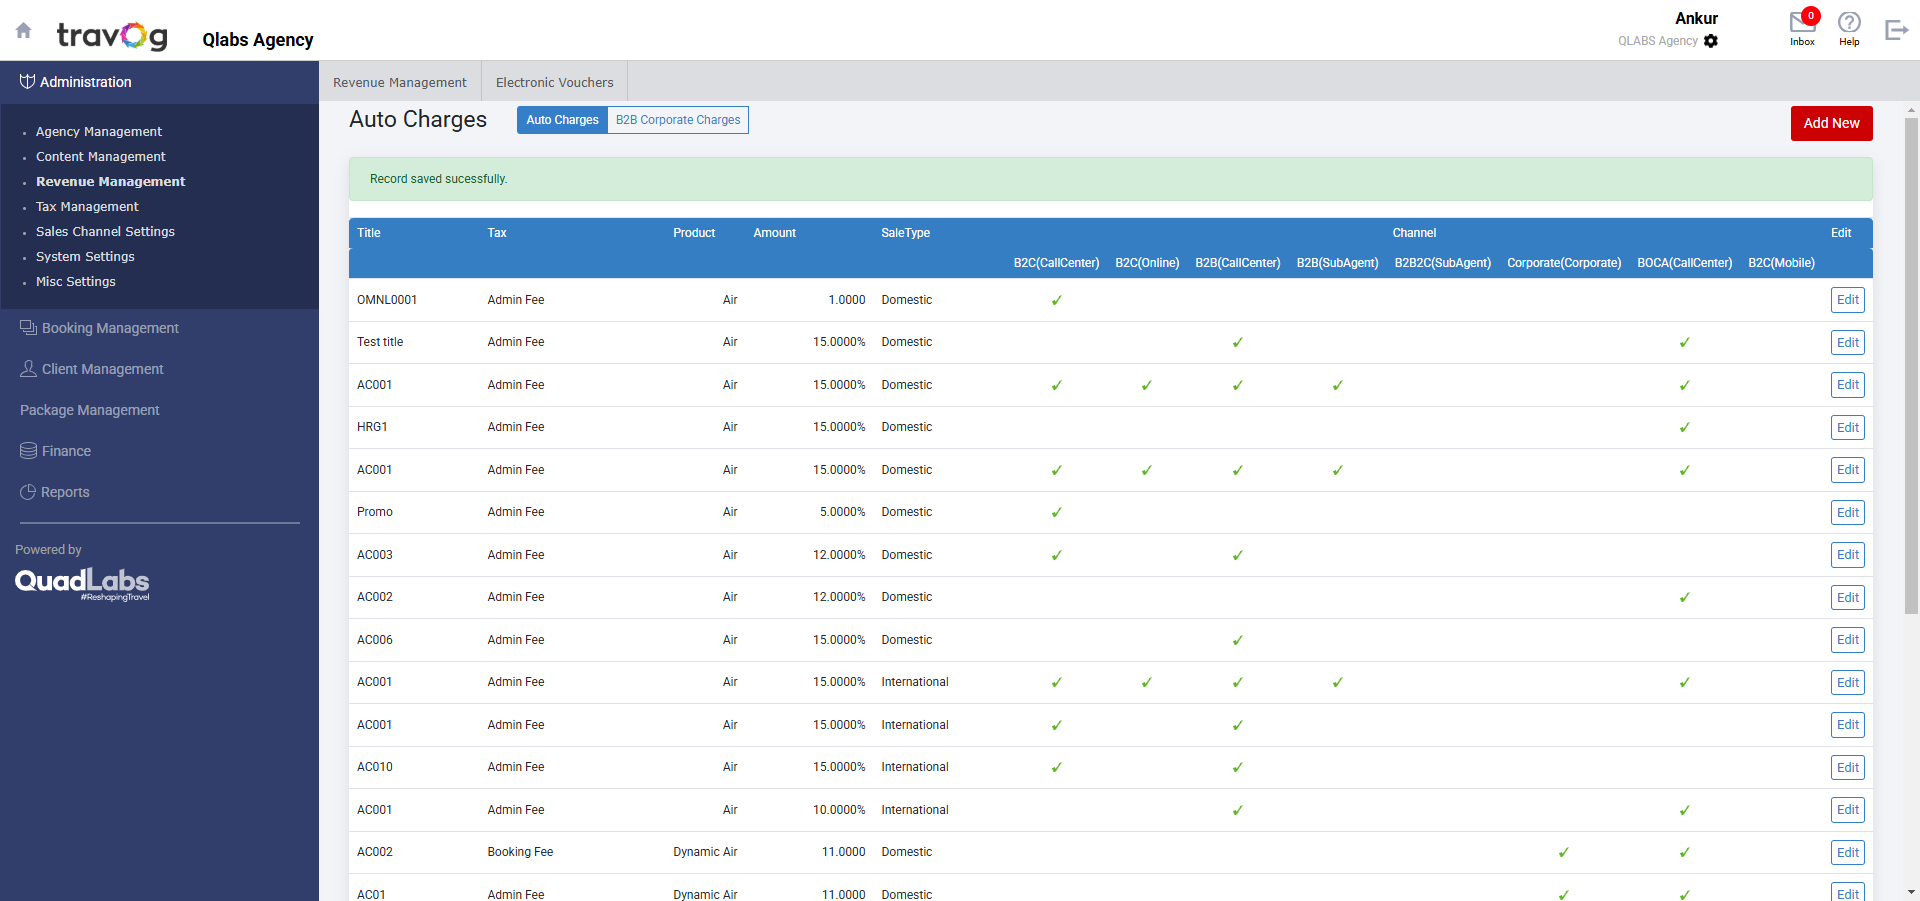 travog
Qlabs Agency
Ankur
QLABS Agency
0
Inbox
Help
Administration
Agency Management
Content Management
Revenue Management
Tax Management
Sales Channel Settings
System Settings
Misc Settings
Booking Management
Client Management
Package Management
Finance
Reports
Powered by
QuadLabs
#ReshapingTravel
Revenue Management Electronic Vouchers
Auto Charges Auto Charges B2B Corporate Charges Add New
Record saved sucessfully.
Title Tax Product Amount SaleType Channel Edit
B2C(CallCenter) B2C(Online) B2B(CallCenter) B2B(SubAgent) B2B2C(SubAgent) Corporate(Corporate) BOCA(CallCenter) B2C(Mobile)
OMNL0001 Admin Fee Air 1.0000 Domestic ✓ Edit
Test title Admin Fee Air 15.0000% Domestic ✓ ✓ Edit
AC001 Admin Fee Air 15.0000% Domestic ✓ ✓ ✓ ✓ ✓ Edit
HRG1 Admin Fee Air 15.0000% Domestic ✓ Edit
AC001 Admin Fee Air 15.0000% Domestic ✓ ✓ ✓ ✓ ✓ Edit
Promo Admin Fee Air 5.0000% Domestic ✓ Edit
AC003 Admin Fee Air 12.0000% Domestic ✓ ✓ Edit
AC002 Admin Fee Air 12.0000% Domestic ✓ Edit
AC006 Admin Fee Air 15.0000% Domestic ✓ Edit
AC001 Admin Fee Air 15.0000% International ✓ ✓ ✓ ✓ ✓ Edit
AC001 Admin Fee Air 15.0000% International ✓ ✓ Edit
AC010 Admin Fee Air 15.0000% International ✓ ✓ Edit
AC001 Admin Fee Air 10.0000% International ✓ ✓ Edit
AC002 Booking Fee Dynamic Air 11.0000 Domestic ✓ ✓ Edit
AC01 Admin Fee Dynamic Air 11.0000 Domestic ✓ ✓ Edit